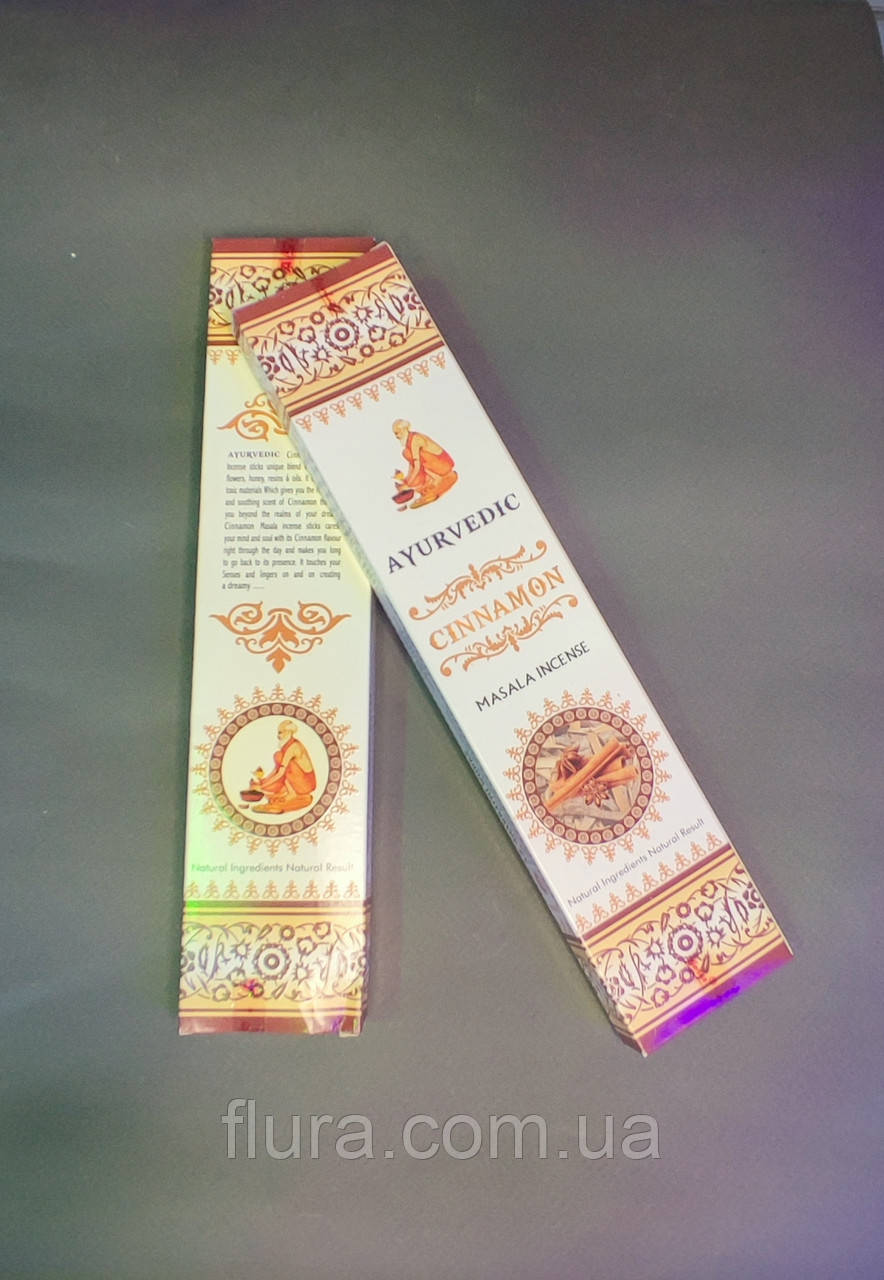 AYURVEDIC
Incense sticks unique blend
flowers, honey, resins & oils. It
toxic materials Which gives you the
and soothing scent of Cinnamon
you beyond the realms of your
Cinnamon Masala incense sticks
your mind and soul with its Cinnamon flavour
right through the day and makes you long
to go back to its presence. It touches your
Senses and lingers on and on creating
a dreamy ......
Natural Ingredients Natural Result
AYURVEDIC
CINNAMON
MASALA INCENSE
Natural Ingredients Natural Result
flura.com.ua